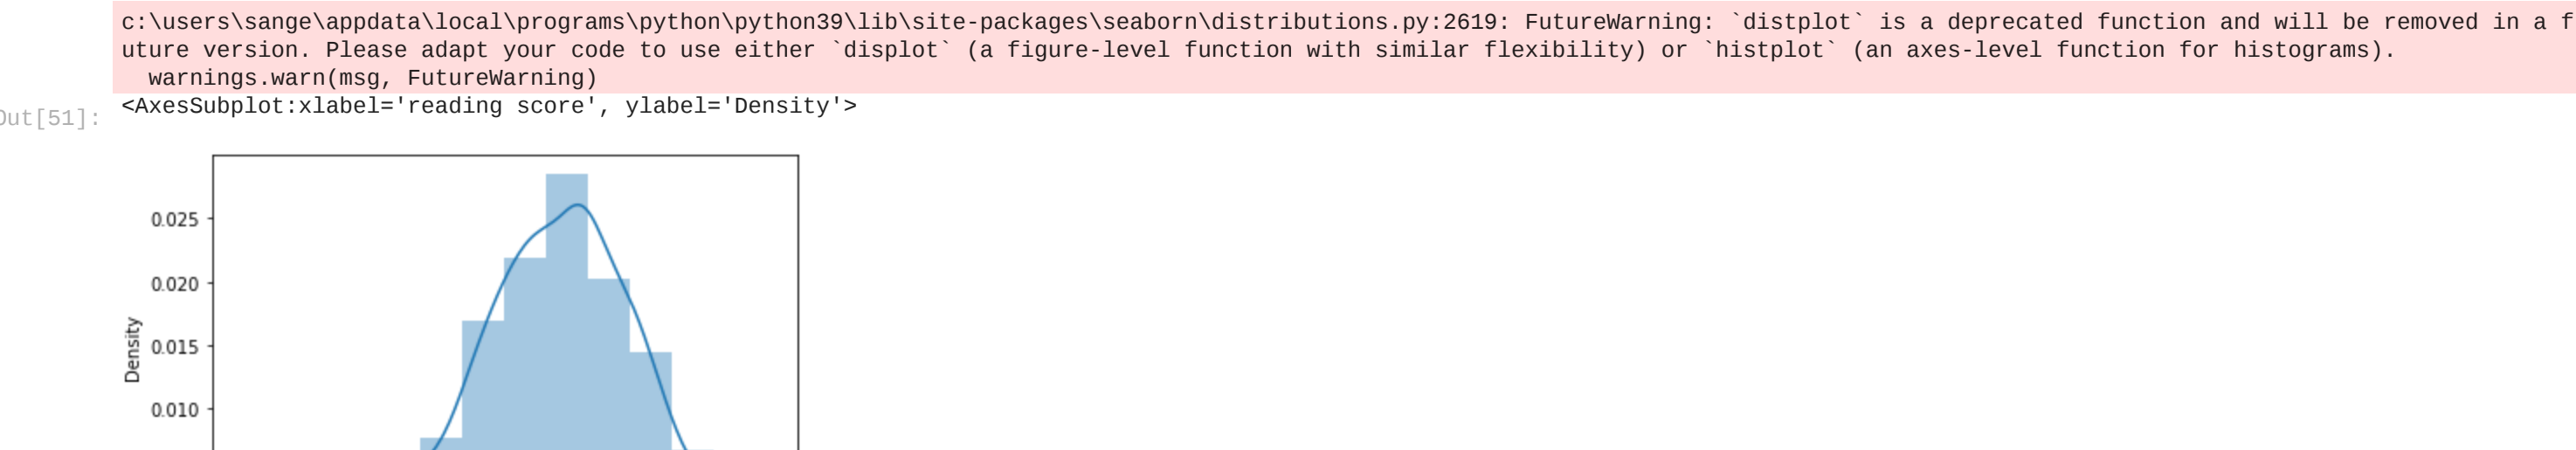 c:\users\sange\appdata\local\programs\python\python39\lib\site-packages\seaborn\distributions.py:2619: FutureWarning: `distplot` is a deprecated function and will be removed in a f
uture version. Please adapt your code to use either `displot` (a figure-level function with similar flexibility) or `histplot` (an axes-level function for histograms).
warnings.warn(msg, FutureWarning)
<AxesSubplot:xlabel='reading score', ylabel='Density'>
Out[51]:
0.025
0.020
0.015
0.010
Density